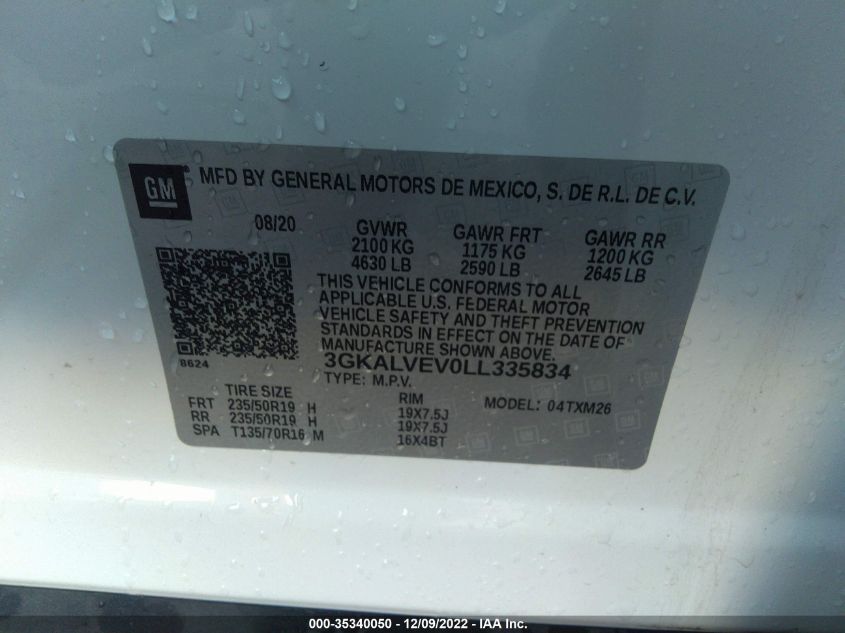 GM
MFD BY GENERAL MOTORS DE MEXICO, S. DE R.L. DE C.V.
08/20 GVWR GAWR FRT GAWR RR
2100 KG 1175 KG 1200 KG
4630 LB 2590 LB 2645 LB
THIS VEHICLE CONFORMS TO ALL
APPLICABLE U.S. FEDERAL MOTOR
VEHICLE SAFETY AND THEFT PREVENTION
STANDARDS IN EFFECT ON THE DATE OF
MANUFACTURE SHOWN ABOVE.
8624 3GKALVEV0LL335834
TYPE: M.P.V.
TIRE SIZE RIM MODEL: 04TXM26
FRT 235/50R19 H 19X7.5J
RR 235/50R19 H 19X7.5J
SPA T135/70R16 M 16X4BT
000-35340050 - 12/09/2022 - IAA Inc.